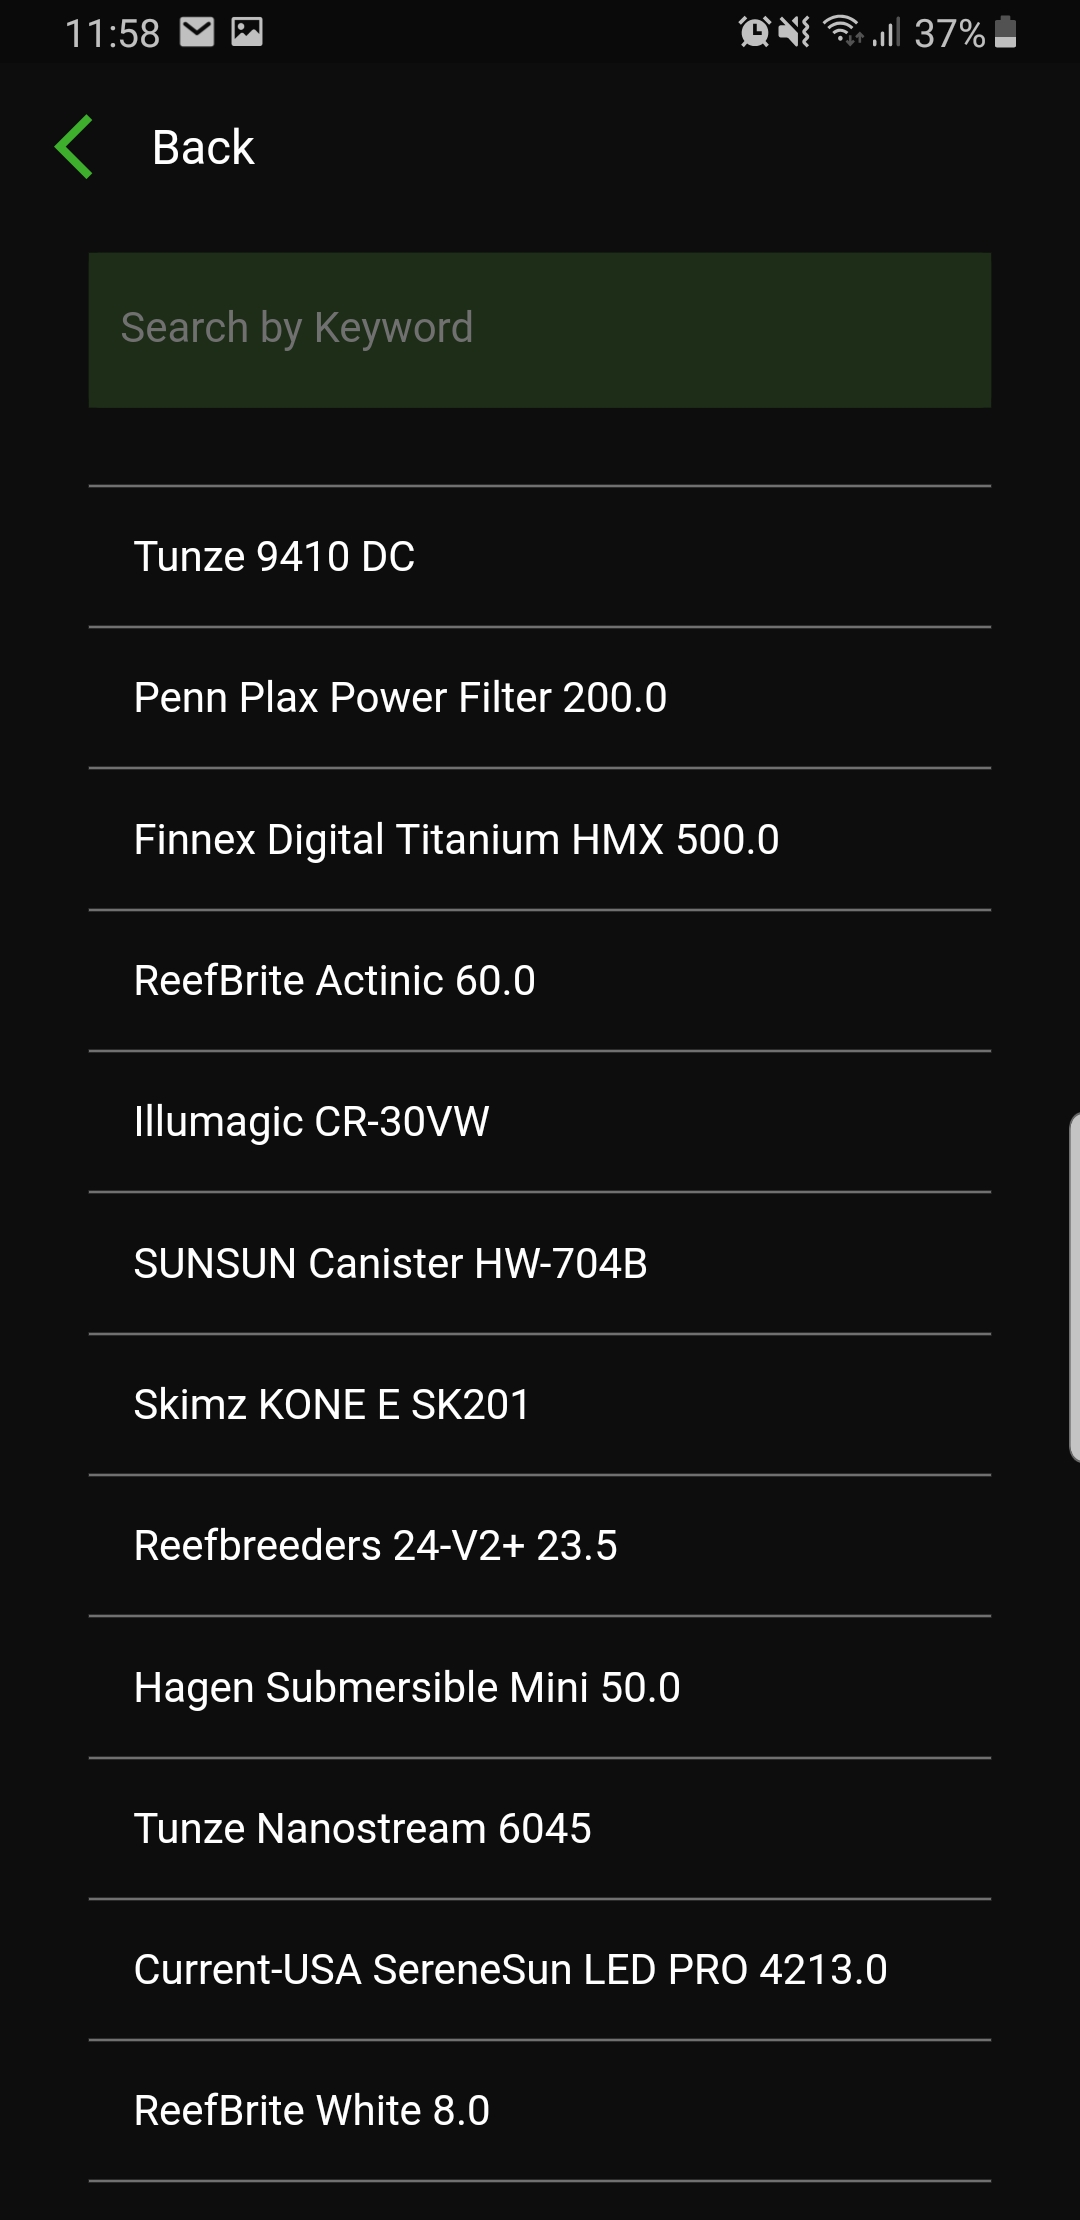 11:58
37%
Back
Search by Keyword
Tunze 9410 DC
Penn Plax Power Filter 200.0
Finnex Digital Titanium HMX 500.0
ReefBrite Actinic 60.0
Illumagic CR-30VW
SUNSUN Canister HW-704B
Skimz KONE E SK201
Reefbreeders 24-V2+ 23.5
Hagen Submersible Mini 50.0
Tunze Nanostream 6045
Current-USA SereneSun LED PRO 4213.0
ReefBrite White 8.0